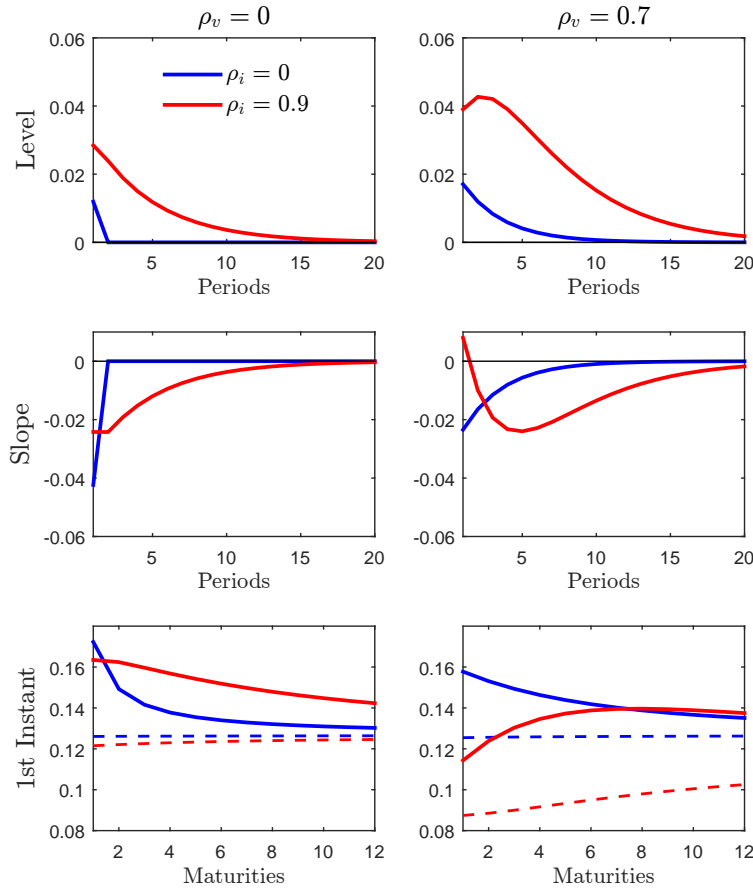 ρ_v = 0
ρ_v = 0.7
0.06
0.04
0.02
0
Level
ρ_i = 0
ρ_i = 0.9
5 10 15 20
Periods
0.06
0.04
0.02
0
5 10 15 20
Periods
0
-0.02
-0.04
-0.06
Slope
5 10 15 20
Periods
0
-0.02
-0.04
-0.06
5 10 15 20
Periods
0.16
0.14
0.12
0.1
0.08
1st Instant
2 4 6 8 10 12
Maturities
0.16
0.14
0.12
0.1
0.08
2 4 6 8 10 12
Maturities